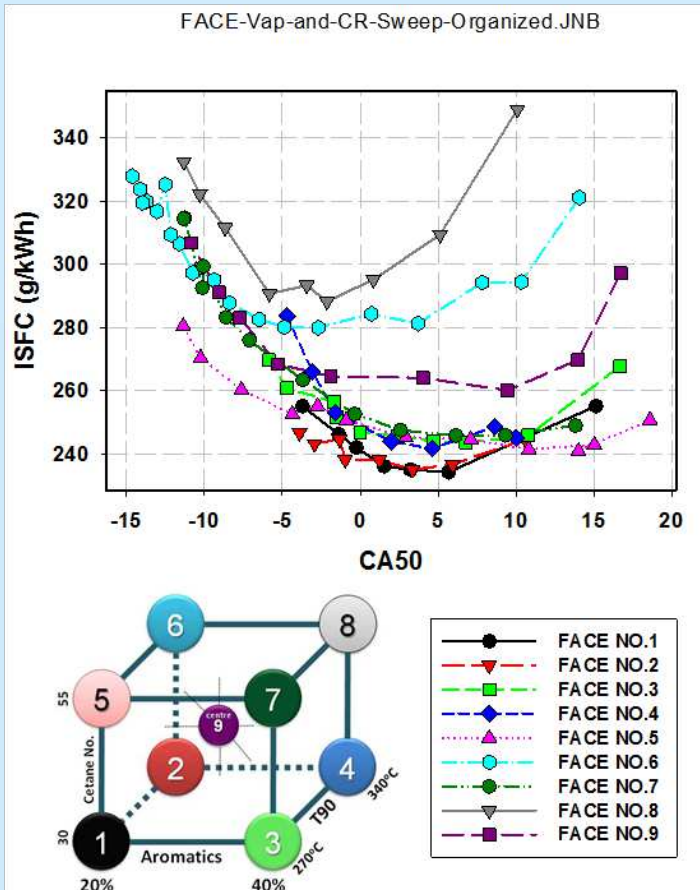 FACE-Vap-and-CR-Sweep-Organized.JNB
ISFC (g/kWh)
340
320
300
280
260
240
-15 -10 -5 0 5 10 15 20
CA50
6
8
5
7
centre
9
2
4
1
3
55
Cetane No.
30
Aromatics
20%
40%
T90
270°C
340°C
FACE NO.1
FACE NO.2
FACE NO.3
FACE NO.4
FACE NO.5
FACE NO.6
FACE NO.7
FACE NO.8
FACE NO.9